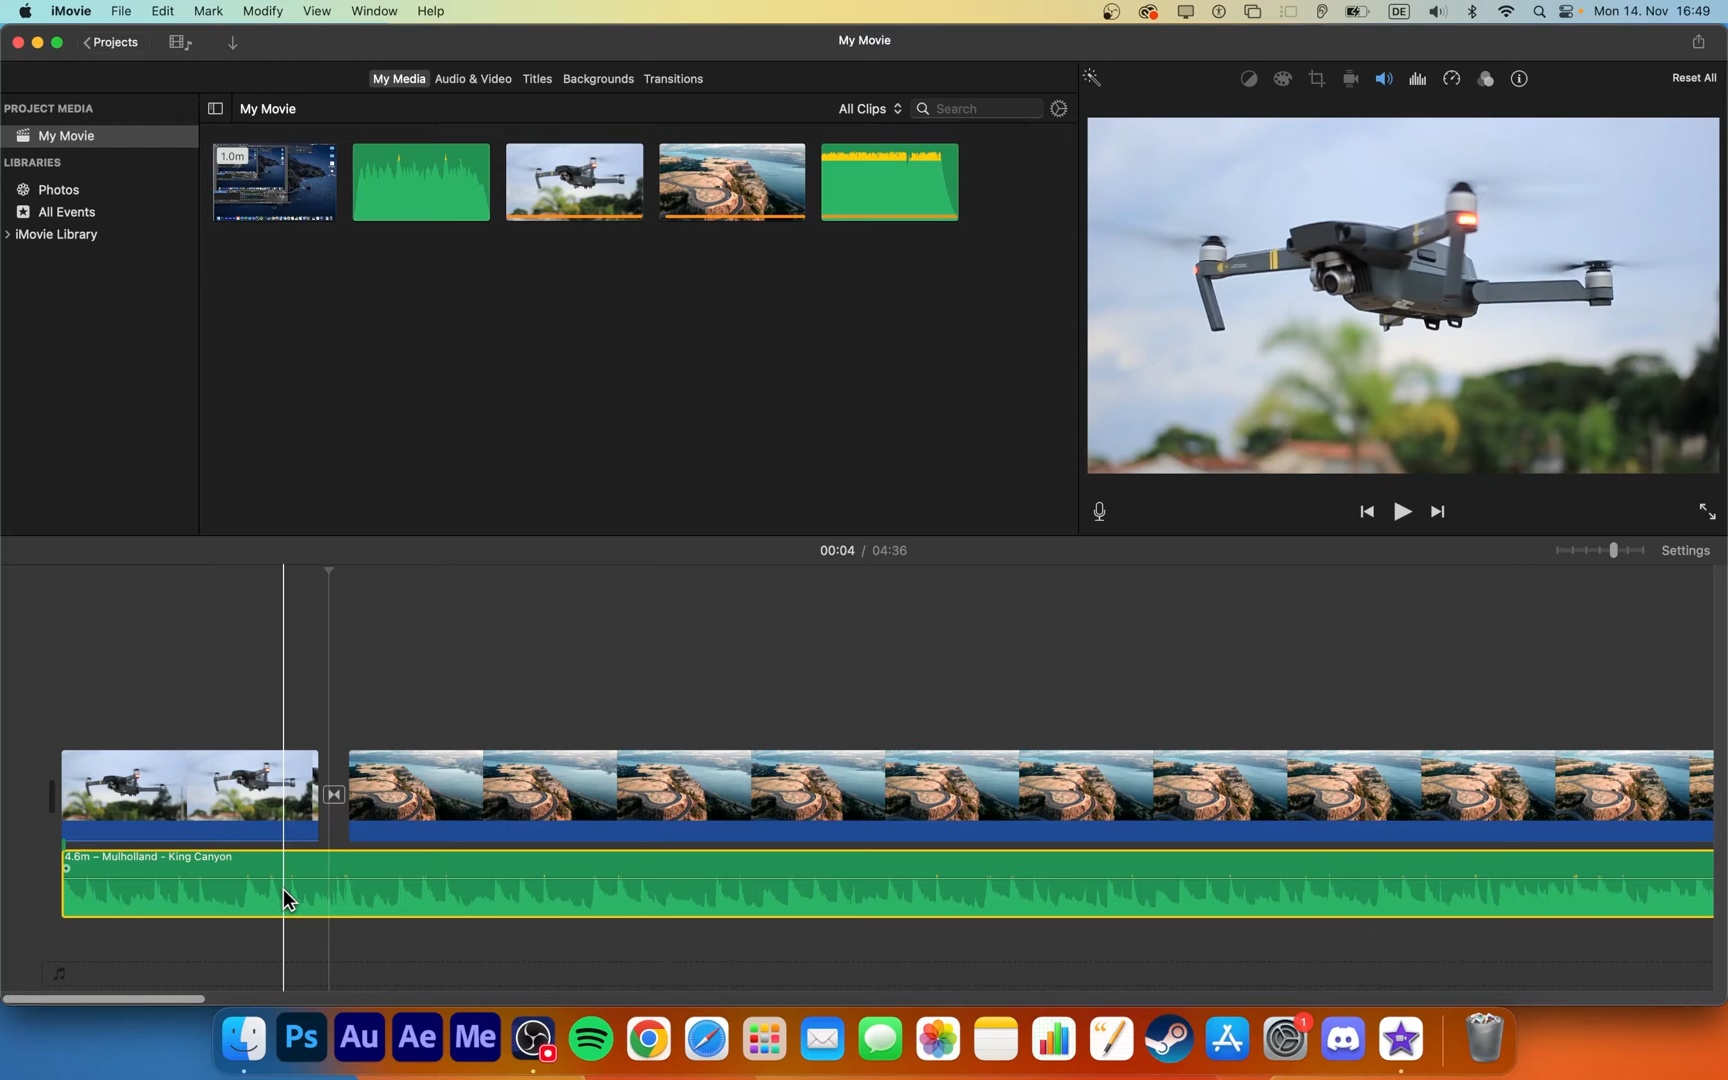 iMovie File Edit Mark Modify View Window Help DE Mon 14. Nov 16:49
Projects My Movie
My Media Audio & Video Titles Backgrounds Transitions Reset All
PROJECT MEDIA
My Movie
LIBRARIES
Photos
All Events
iMovie Library
My Movie All Clips Search
1.0m
00:04 / 04:36 Settings
4.6m – Mulholland - King Canyon
Ps Au Ae Me 1